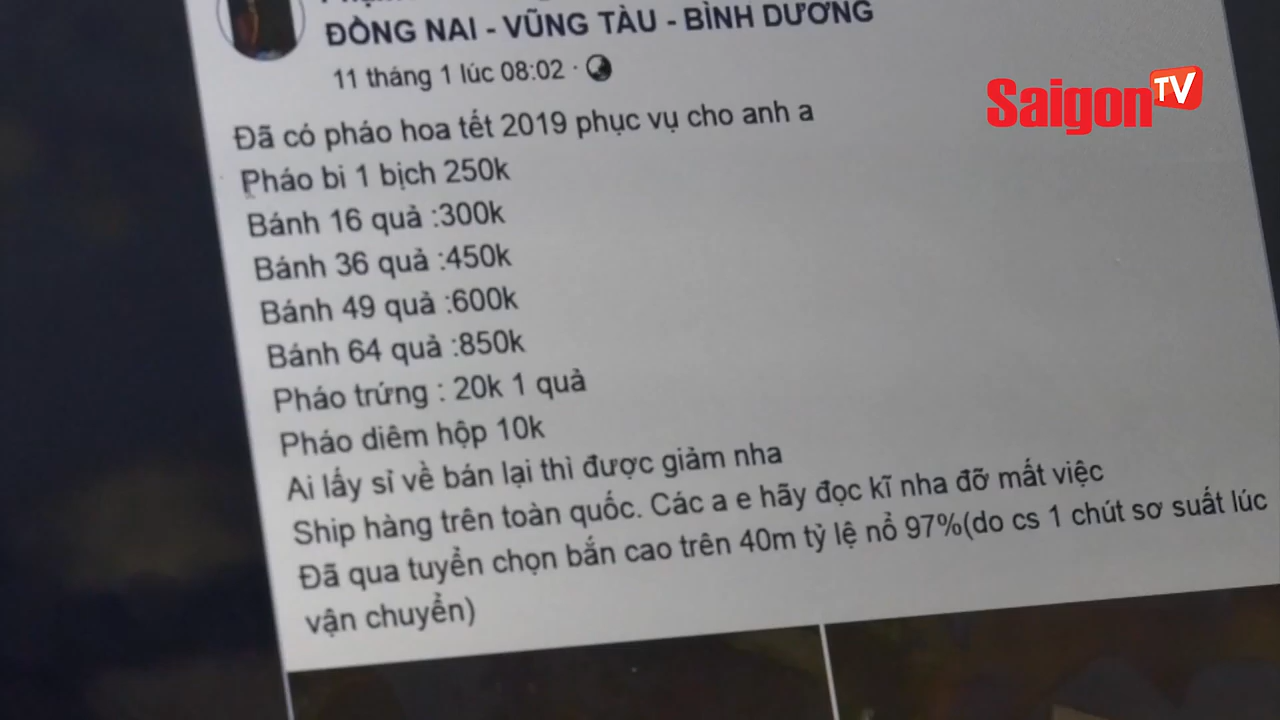 ĐỒNG NAI - VŨNG TÀU - BÌNH DƯƠNG
11 tháng 1 lúc 08:02 ·
Saigon TV
Đã có pháo hoa tết 2019 phục vụ cho anh a
Pháo bi 1 bịch 250k
Bánh 16 quả :300k
Bánh 36 quả :450k
Bánh 49 quả :600k
Bánh 64 quả :850k
Pháo trứng : 20k 1 quả
Pháo diêm hộp 10k
Ai lấy sỉ về bán lại thì được giảm nha
Ship hàng trên toàn quốc. Các a e hãy đọc kĩ nha đỡ mất việc
Đã qua tuyển chọn bắn cao trên 40m tỷ lệ nổ 97%(do cs 1 chút sơ suất lúc
vận chuyển)